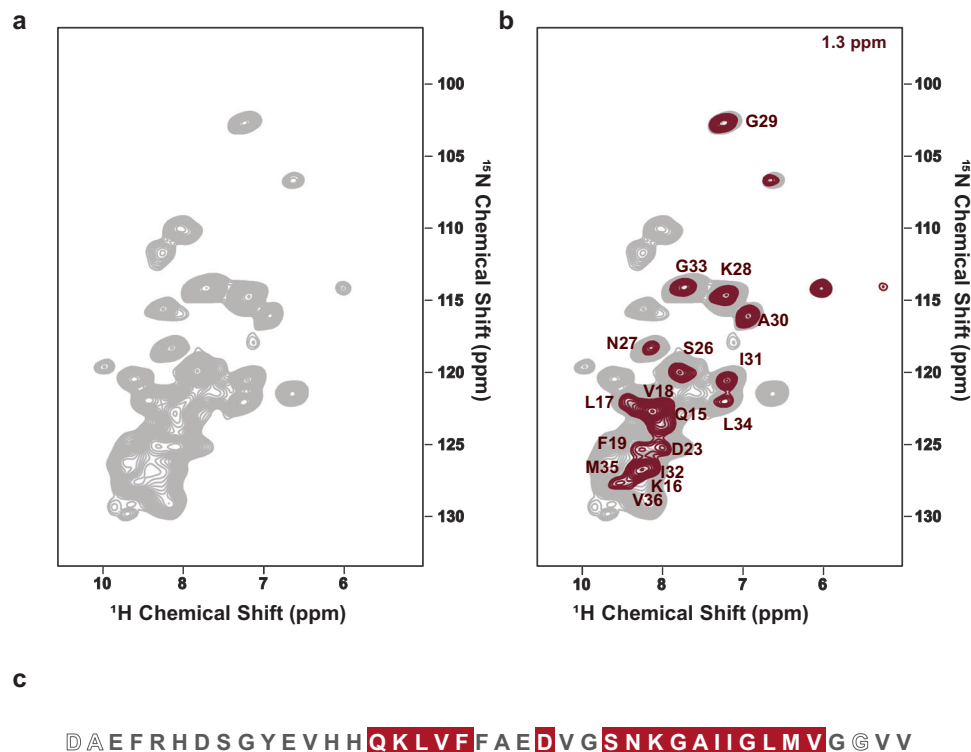 a
b
1.3 ppm
100
105
110
115
120
125
130
¹⁵N Chemical Shift (ppm)
10 9 8 7 6
¹H Chemical Shift (ppm)
G29
G33
K28
A30
N27
S26
I31
V18
L17
Q15
L34
F19
D23
M35
I32
K16
V36
100
105
110
115
120
125
130
¹⁵N Chemical Shift (ppm)
10 9 8 7 6
¹H Chemical Shift (ppm)
c
D A E F R H D S G Y E V H H Q K L V F F A E D V G S N K G A I I G L M V G G V V